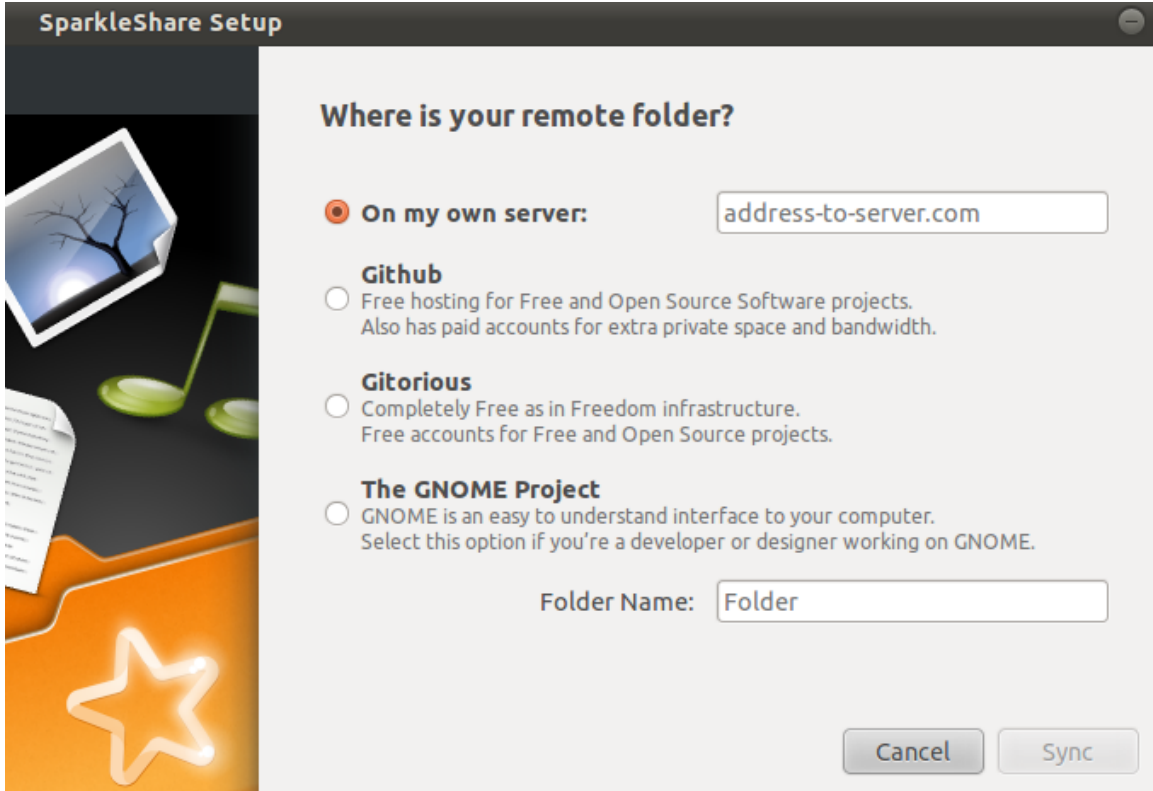 SparkleShare Setup
Where is your remote folder?
On my own server: address-to-server.com
Github
Free hosting for Free and Open Source Software projects.
Also has paid accounts for extra private space and bandwidth.
Gitorious
Completely Free as in Freedom infrastructure.
Free accounts for Free and Open Source projects.
The GNOME Project
GNOME is an easy to understand interface to your computer.
Select this option if you’re a developer or designer working on GNOME.
Folder Name: Folder
Cancel Sync